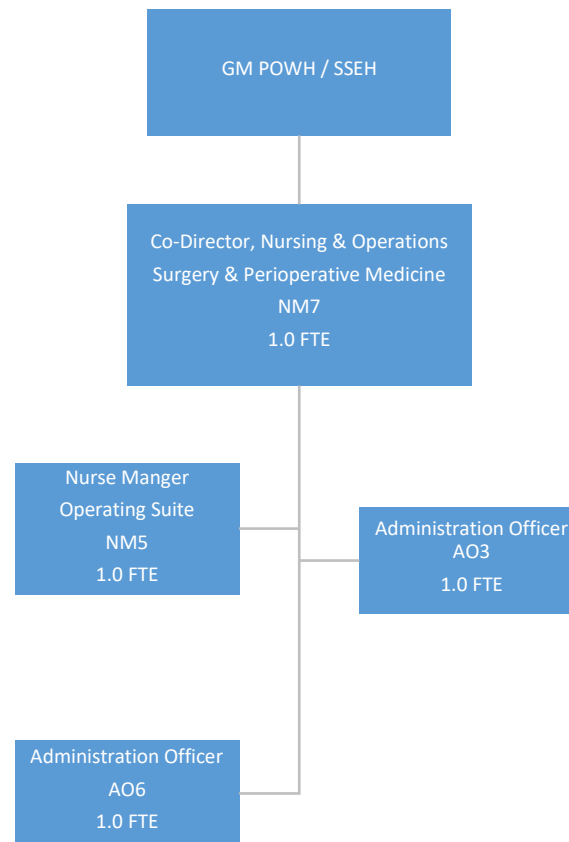 GM POWH / SSEH
Co-Director, Nursing & Operations
Surgery & Perioperative Medicine
NM7
1.0 FTE
Nurse Manger
Operating Suite
NM5
1.0 FTE
Administration Officer
AO3
1.0 FTE
Administration Officer
AO6
1.0 FTE